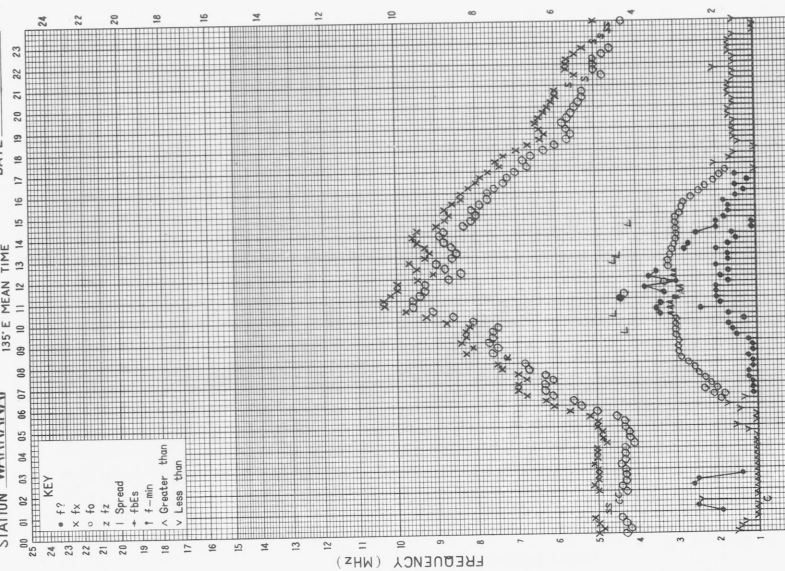 STATION WAKKANAI
135°E MEAN TIME
DATE
00 01 02 03 04 05 06 07 08 09 10 11 12 13 14 15 16 17 18 19 20 21 22 23
KEY
• f?
x fx
o fo
z fz
| Spread
fbEs
↑ f-min
^ Greater than
v Less than
FREQUENCY (MHz)
25
24
23
22
21
20
19
18
17
16
15
14
13
12
11
10
9
8
7
6
5
4
3
2
1
24
22
20
18
16
14
12
10
8
6
4
2